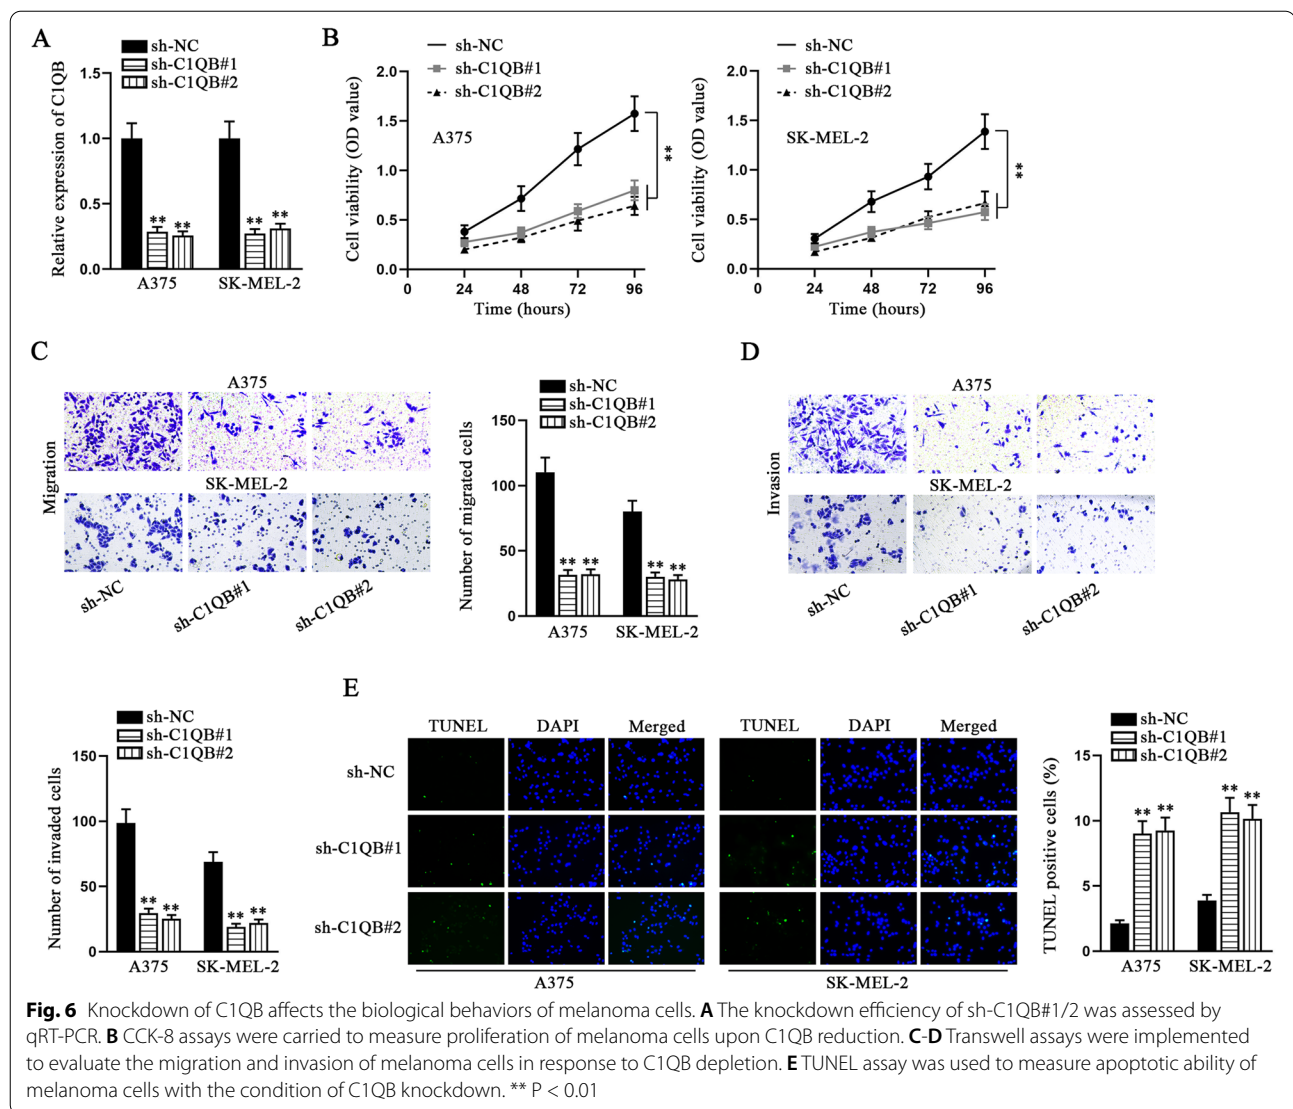 A
sh-NC
sh-C1QB#1
sh-C1QB#2
Relative expression of C1QB
1.5
1.0
0.5
0.0
**
**
**
**
A375
SK-MEL-2
B
sh-NC
sh-C1QB#1
sh-C1QB#2
Cell viability (OD value)
2.0
1.5
1.0
0.5
0.0
A375
**
0
24
48
72
96
Time (hours)
sh-NC
sh-C1QB#1
sh-C1QB#2
Cell viability (OD value)
2.0
1.5
1.0
0.5
0.0
SK-MEL-2
**
0
24
48
72
96
Time (hours)
C
A375
Migration
SK-MEL-2
sh-NC
sh-C1QB#1
sh-C1QB#2
sh-NC
sh-C1QB#1
sh-C1QB#2
Number of migrated cells
150
100
50
0
**
**
**
**
A375
SK-MEL-2
D
A375
Invasion
SK-MEL-2
sh-NC
sh-C1QB#1
sh-C1QB#2
sh-NC
sh-C1QB#1
sh-C1QB#2
Number of invaded cells
150
100
50
0
**
**
**
**
A375
SK-MEL-2
E
TUNEL
DAPI
Merged
TUNEL
DAPI
Merged
sh-NC
sh-C1QB#1
sh-C1QB#2
A375
SK-MEL-2
sh-NC
sh-C1QB#1
sh-C1QB#2
TUNEL positive cells (%)
15
10
5
0
**
**
**
**
A375
SK-MEL-2
Fig. 6 Knockdown of C1QB affects the biological behaviors of melanoma cells. A The knockdown efficiency of sh-C1QB#1/2 was assessed by
qRT-PCR. B CCK-8 assays were carried to measure proliferation of melanoma cells upon C1QB reduction. C-D Transwell assays were implemented
to evaluate the migration and invasion of melanoma cells in response to C1QB depletion. E TUNEL assay was used to measure apoptotic ability of
melanoma cells with the condition of C1QB knockdown. ** P < 0.01